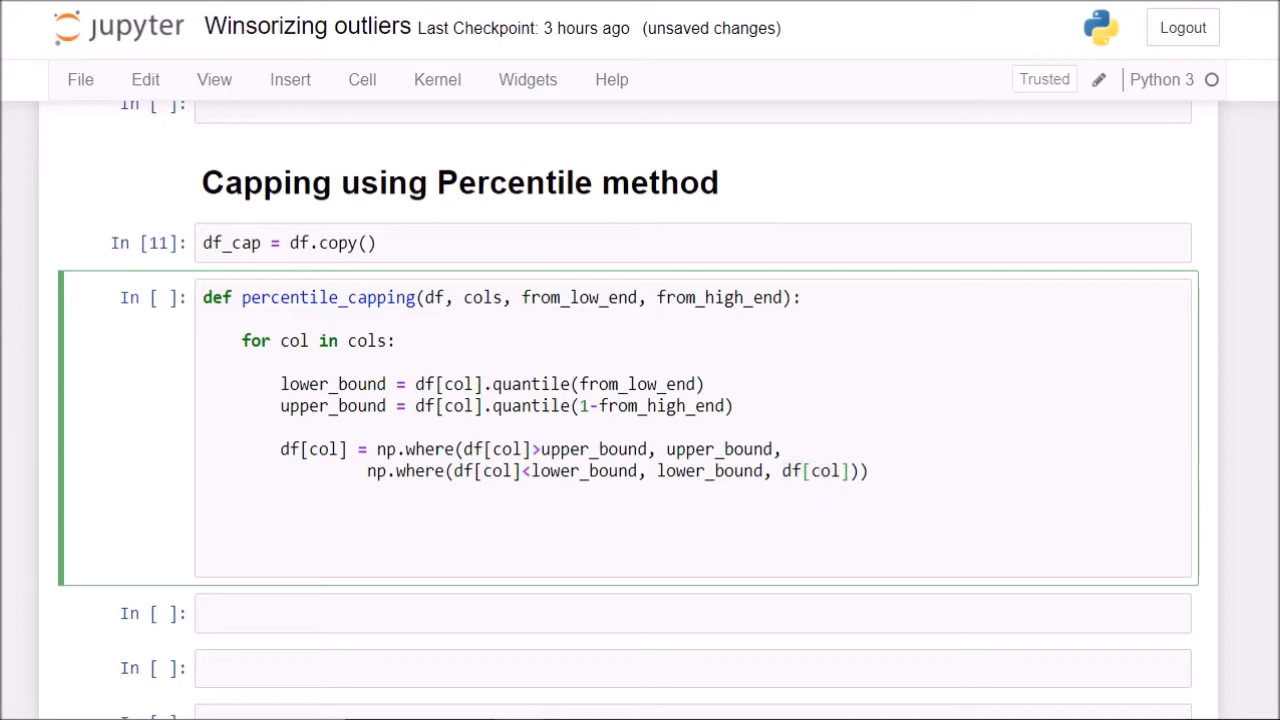 jupyter Winsorizing outliers Last Checkpoint: 3 hours ago (unsaved changes) Logout
File Edit View Insert Cell Kernel Widgets Help Trusted Python 3
In [ ]:
Capping using Percentile method
In [11]: df_cap = df.copy()
In [ ]: def percentile_capping(df, cols, from_low_end, from_high_end):
for col in cols:
lower_bound = df[col].quantile(from_low_end)
upper_bound = df[col].quantile(1-from_high_end)
df[col] = np.where(df[col]>upper_bound, upper_bound,
np.where(df[col]<lower_bound, lower_bound, df[col]))
In [ ]:
In [ ]:
In [ ]: